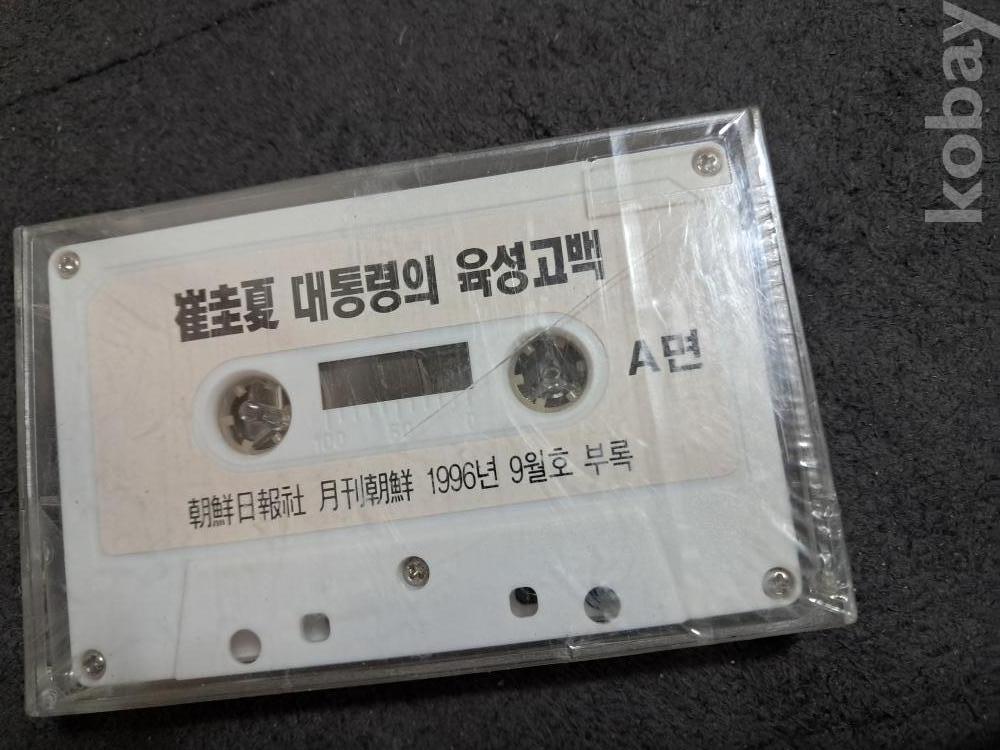 崔圭夏 대통령의 육성고백
A면
100 50 0
朝鮮日報社 月刊朝鮮 1996년 9월호 부록
kobay